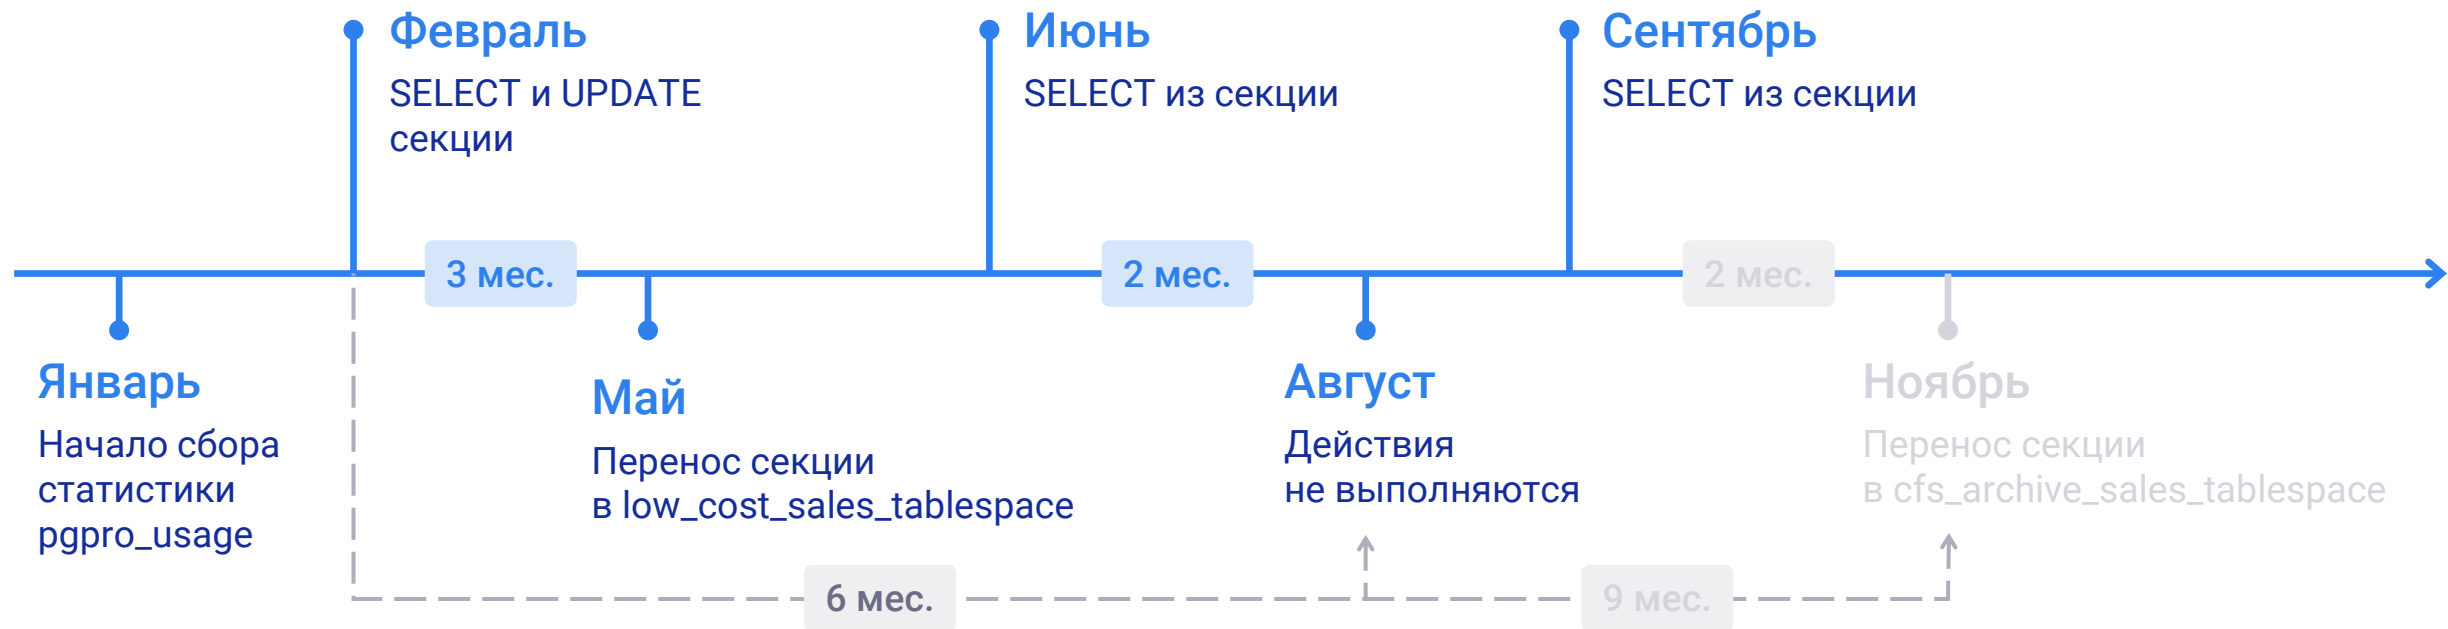 Февраль
SELECT и UPDATE
секции
Июнь
SELECT из секции
Сентябрь
SELECT из секции
3 мес.
2 мес.
2 мес.
Январь
Начало сбора
статистики
pgpro_usage
Май
Перенос секции
в low_cost_sales_tablespace
Август
Действия
не выполняются
Ноябрь
Перенос секции
в cfs_archive_sales_tablespace
6 мес.
9 мес.